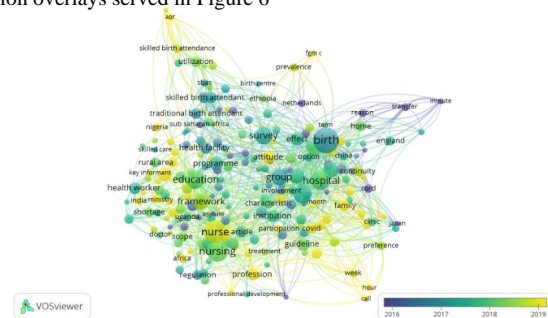 ion overlays served in Figure 6
aor
skilled birth attendance
fgm c
utilization
prevalence
sbas
birth centre
skilled birth attendant
ethiopia
netherlands
transfer
minute
traditional birth attendant
reason
nigeria
sub saharan africa
term
home
survey
effect
birth
england
skilled care
health facility
attitude
option
china
rural area
programme
continuity
key informant
education
group
hospital
cord
health worker
involvement
india
ministry
framework
characteristic
month
family
shortage
uganda
institution
clinic
japan
nurse
article
participation
covid
doctor
scope
guideline
preference
nursing
treatment
africa
week
regulation
profession
hour
professional development
call
VOSviewer
2016 2017 2018 2019